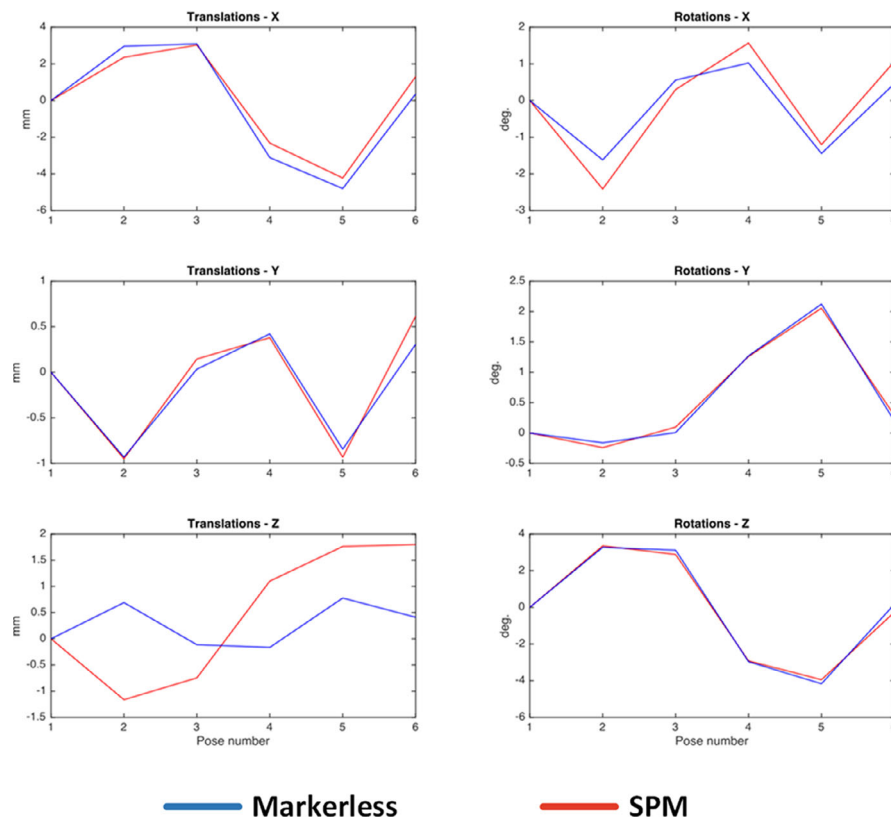 Translations - X
4
2
0
-2
-4
-6
mm
1 2 3 4 5 6
Rotations - X
2
1
0
-1
-2
-3
deg.
1 2 3 4 5
Translations - Y
1
0.5
0
-0.5
-1
mm
1 2 3 4 5 6
Rotations - Y
2.5
2
1.5
1
0.5
0
-0.5
deg.
1 2 3 4 5
Translations - Z
2
1.5
1
0.5
0
-0.5
-1
-1.5
mm
1 2 3 4 5 6
Pose number
Rotations - Z
4
2
0
-2
-4
-6
deg.
1 2 3 4 5
Pose number
Markerless
SPM